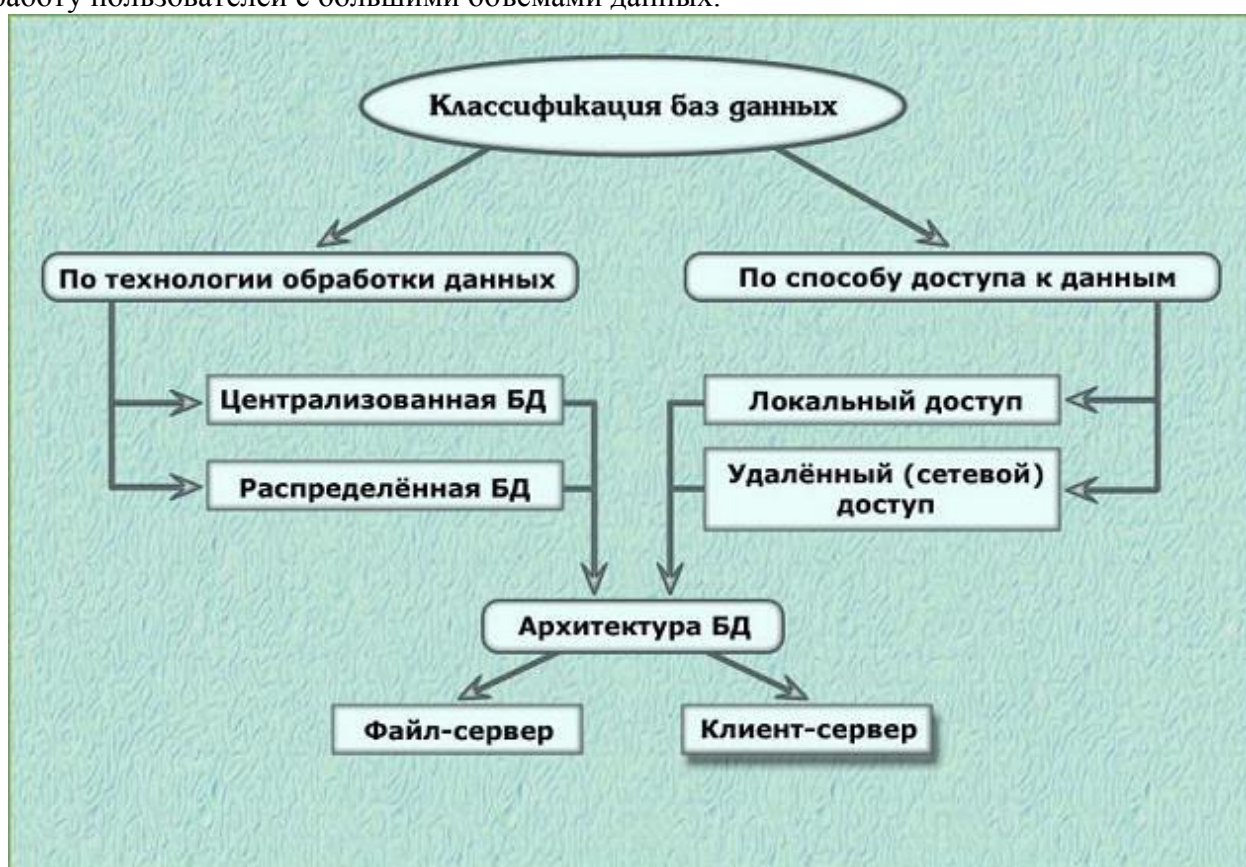 работу пользователей с большими объемами данных.
Классификация баз данных
По технологии обработки данных
По способу доступа к данным
Централизованная БД
Локальный доступ
Распределённая БД
Удалённый (сетевой)
доступ
Архитектура БД
Файл-сервер
Клиент-сервер